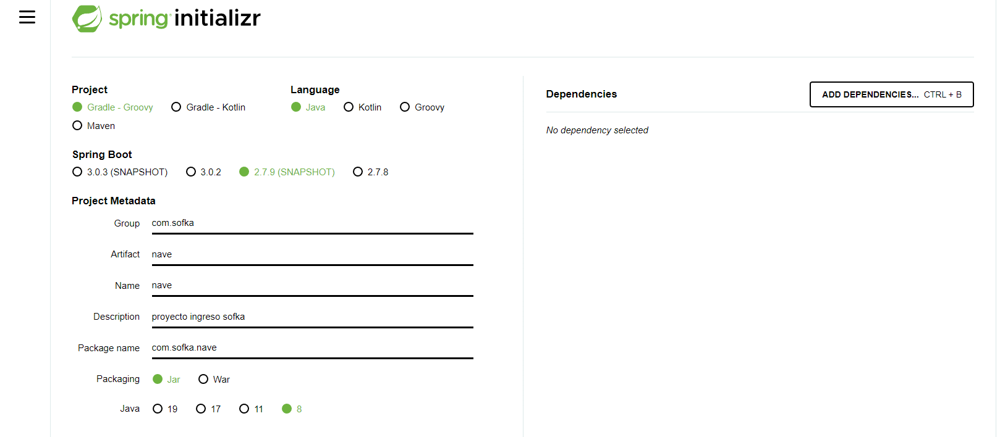 spring initializr
Project
Gradle - Groovy Gradle - Kotlin
Maven
Language
Java Kotlin Groovy
Spring Boot
3.0.3 (SNAPSHOT) 3.0.2 2.7.9 (SNAPSHOT) 2.7.8
Project Metadata
Group com.sofka
Artifact nave
Name nave
Description proyecto ingreso sofka
Package name com.sofka.nave
Packaging Jar War
Java 19 17 11 8
Dependencies
ADD DEPENDENCIES... CTRL + B
No dependency selected